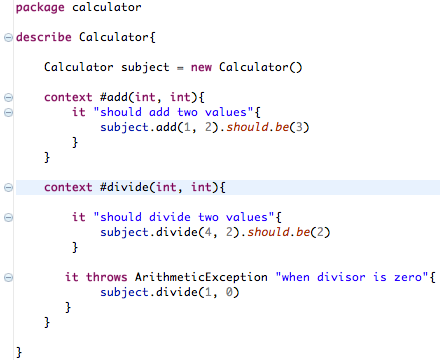 package calculator
describe Calculator{
Calculator subject = new Calculator()
context #add(int, int){
it "should add two values"{
subject.add(1, 2).should.be(3)
}
}
context #divide(int, int){
it "should divide two values"{
subject.divide(4, 2).should.be(2)
}
it throws ArithmeticException "when divisor is zero"{
subject.divide(1, 0)
}
}
}